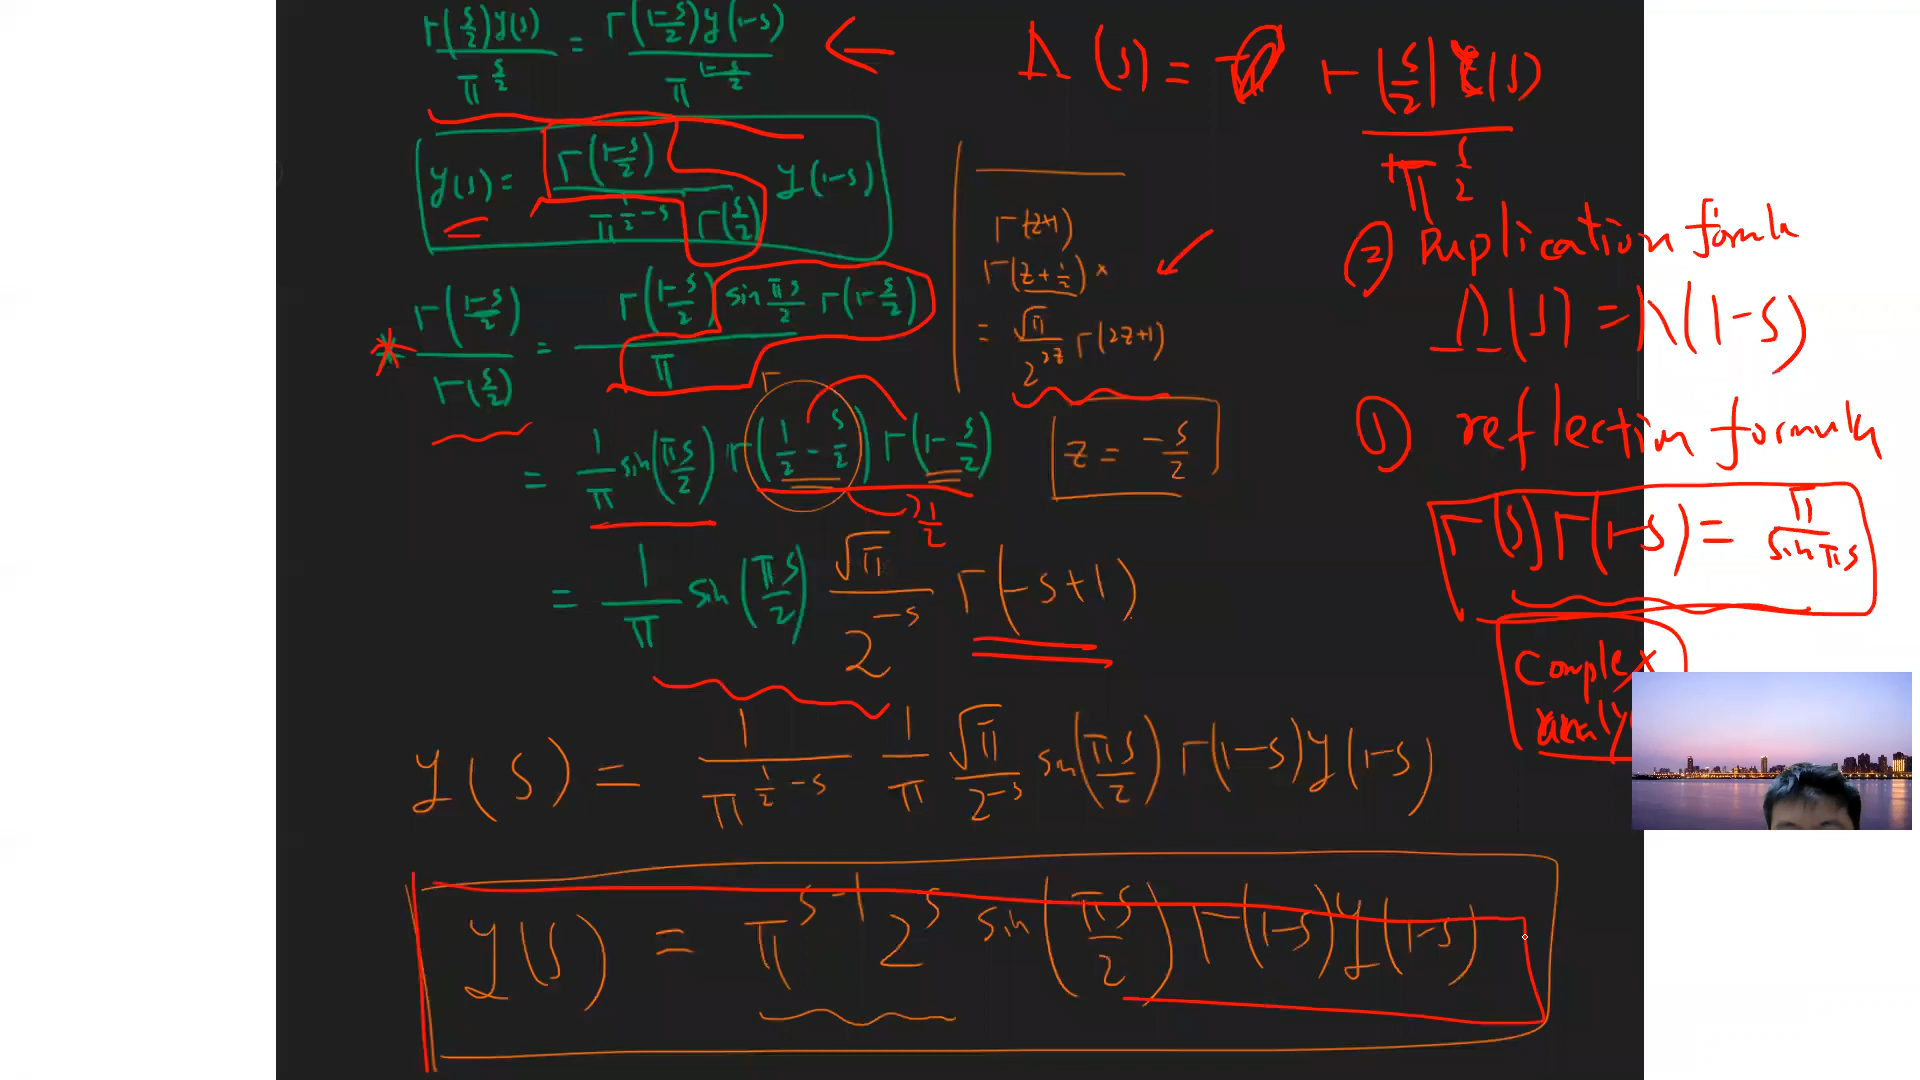 Γ(s/2)ζ(s) / π^(s/2) = Γ((1-s)/2)ζ(1-s) / π^((1-s)/2)
ζ(s) = Γ((1-s)/2) / (π^(1/2-s) Γ(s/2)) ζ(1-s)
Γ((1-s)/2) / Γ(s/2) = Γ((1-s)/2) sin πs/2 Γ(1-s/2) / π
= 1/π sin(πs/2) Γ(1/2 - s/2) Γ(1 - s/2)
1/2
= 1/π sin(πs/2) √π / 2^(-s) Γ(-s+1)
ζ(s) = 1/π^(1/2-s) 1/π √π/2^(-s) sin(πs/2) Γ(1-s) ζ(1-s)
ζ(s) = π^(s-1) 2^s sin(πs/2) Γ(1-s) ζ(1-s)
Γ(z+1)
Γ(z+1/2) ×
= √π / 2^(2z) Γ(2z+1)
z = -s/2
Λ(s) = Γ(s/2) ζ(s) / π^(s/2)
② Duplication formula
Λ(s) = Λ(1-s)
① reflection formula
Γ(s)Γ(1-s) = π / sin πs
Complex